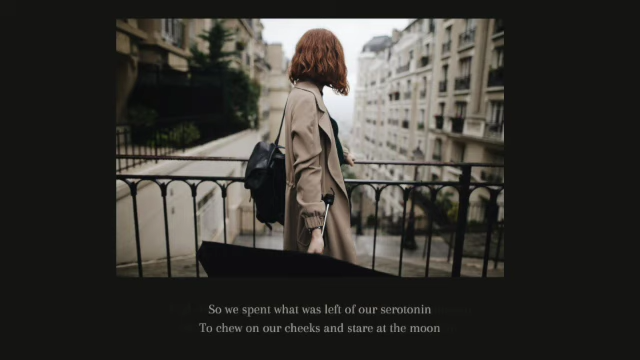 So we spent what was left of our serotonin
To chew on our cheeks and stare at the moon